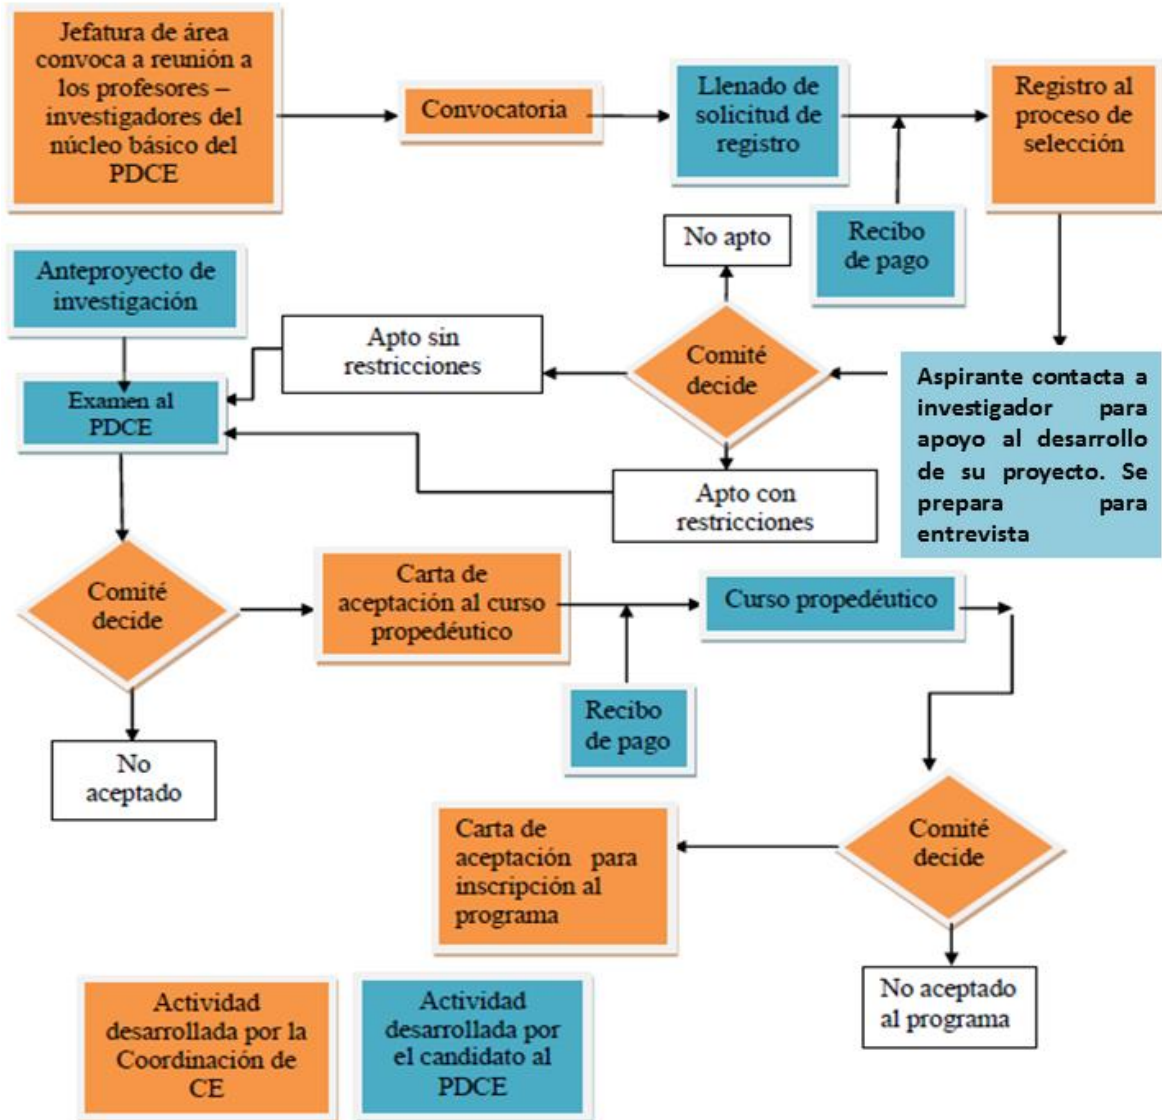 Jefatura de área
convoca a reunión a
los profesores –
investigadores del
núcleo básico del
PDCE
Convocatoria
Llenado de
solicitud de
registro
Registro al
proceso de
selección
Recibo
de pago
No apto
Anteproyecto de
investigación
Apto sin
restricciones
Comité
decide
Aspirante contacta a
investigador para
apoyo al desarrollo
de su proyecto. Se
prepara para
entrevista
Examen al
PDCE
Apto con
restricciones
Comité
decide
Carta de
aceptación al curso
propedéutico
Curso propedéutico
Recibo
de pago
No
aceptado
Carta de
aceptación para
inscripción al
programa
Comité
decide
No aceptado
al programa
Actividad
desarrollada por la
Coordinación de
CE
Actividad
desarrollada por
el candidato al
PDCE